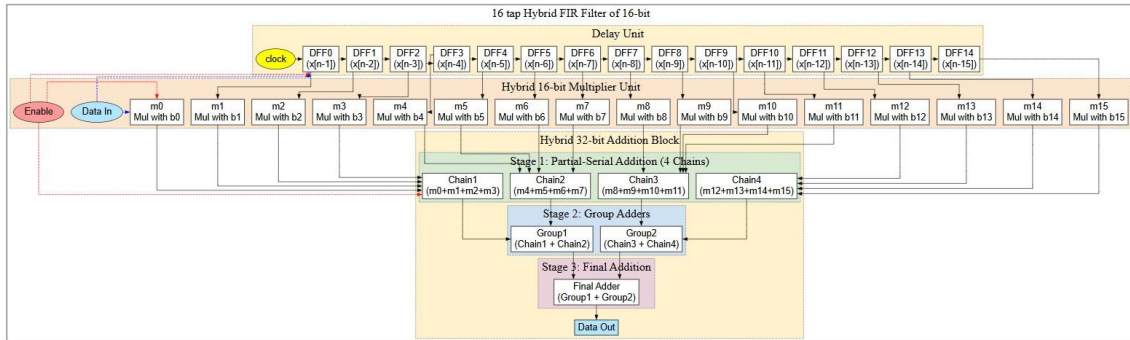 16 tap Hybrid FIR Filter of 16-bit
Delay Unit
clock
DFF0
(x[n-1])
DFF1
(x[n-2])
DFF2
(x[n-3])
DFF3
(x[n-4])
DFF4
(x[n-5])
DFF5
(x[n-6])
DFF6
(x[n-7])
DFF7
(x[n-8])
DFF8
(x[n-9])
DFF9
(x[n-10])
DFF10
(x[n-11])
DFF11
(x[n-12])
DFF12
(x[n-13])
DFF13
(x[n-14])
DFF14
(x[n-15])
Hybrid 16-bit Multiplier Unit
Enable
Data In
m0
Mul with b0
m1
Mul with b1
m2
Mul with b2
m3
Mul with b3
m4
Mul with b4
m5
Mul with b5
m6
Mul with b6
m7
Mul with b7
m8
Mul with b8
m9
Mul with b9
m10
Mul with b10
m11
Mul with b11
m12
Mul with b12
m13
Mul with b13
m14
Mul with b14
m15
Mul with b15
Hybrid 32-bit Addition Block
Stage 1: Partial-Serial Addition (4 Chains)
Chain1
(m0+m1+m2+m3)
Chain2
(m4+m5+m6+m7)
Chain3
(m8+m9+m10+m11)
Chain4
(m12+m13+m14+m15)
Stage 2: Group Adders
Group1
(Chain1 + Chain2)
Group2
(Chain3 + Chain4)
Stage 3: Final Addition
Final Adder
(Group1 + Group2)
Data Out